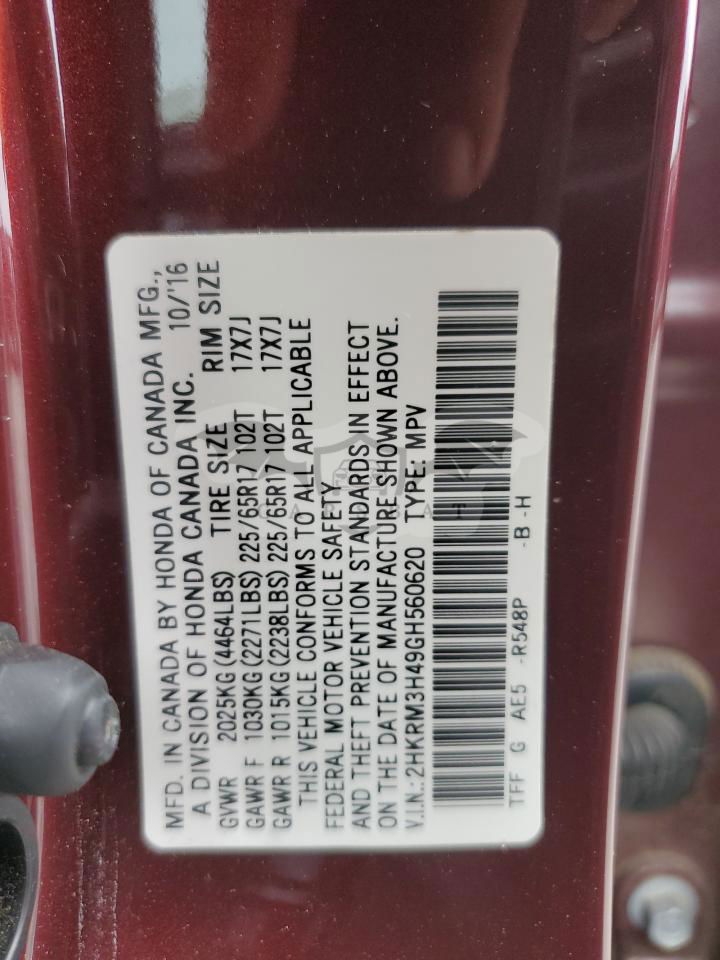 MFD. IN CANADA BY HONDA OF CANADA MFG.,
A DIVISION OF HONDA CANADA INC. 10/'16
GVWR 2025KG(4464LBS) TIRE SIZE RIM SIZE
GAWR F 1030KG(2271LBS) 225/65R17 102T 17X7J
GAWR R 1015KG(2238LBS) 225/65R17 102T 17X7J
THIS VEHICLE CONFORMS TO ALL APPLICABLE
FEDERAL MOTOR VEHICLE SAFETY
AND THEFT PREVENTION STANDARDS IN EFFECT
ON THE DATE OF MANUFACTURE SHOWN ABOVE.
V.I.N.: 2HKRM3H49GH560620 TYPE: MPV
TFF G AE5 -R548P -B -H